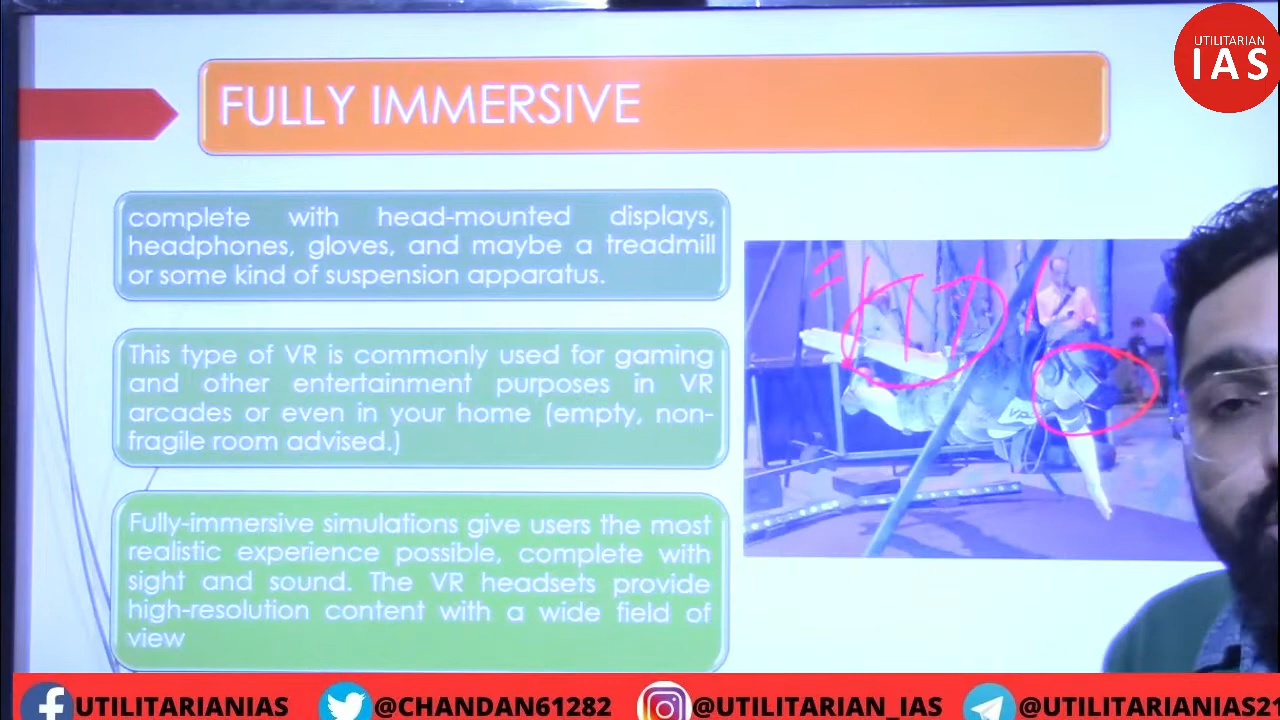 UTILITARIAN
IAS
FULLY IMMERSIVE
complete with head-mounted displays,
headphones, gloves, and maybe a treadmill
or some kind of suspension apparatus.
This type of VR is commonly used for gaming
and other entertainment purposes in VR
arcades or even in your home (empty, non-
fragile room advised.)
Fully-immersive simulations give users the most
realistic experience possible, complete with
sight and sound. The VR headsets provide
high-resolution content with a wide field of
view
UTILITARIANIAS @CHANDAN61282 @UTILITARIAN_IAS @UTILITARIANIAS21